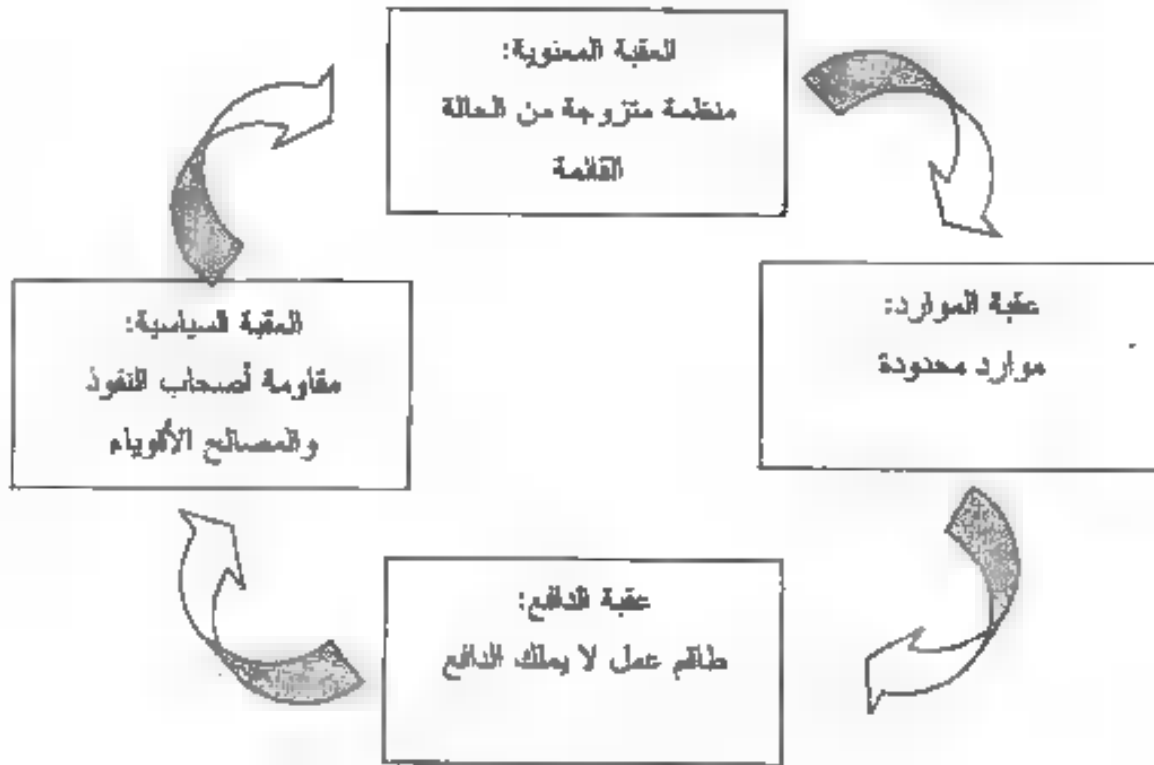 العقبة المعنوية:
منظمة متزوجة من الحالة
القائمة
عقبة الموارد:
موارد محدودة
عقبة الدافع:
طاقم عمل لا يملك الدافع
العقبة السياسية:
مقاومة أصحاب النفوذ
والمصالح الأقوياء